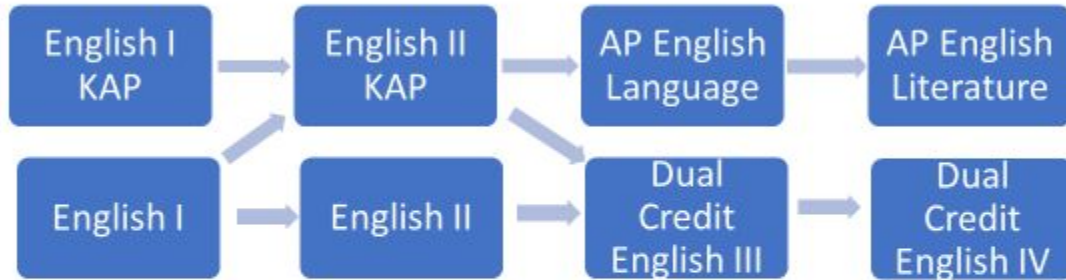 English I
KAP
English II
KAP
AP English
Language
AP English
Literature
English I
English II
Dual
Credit
English III
Dual
Credit
English IV